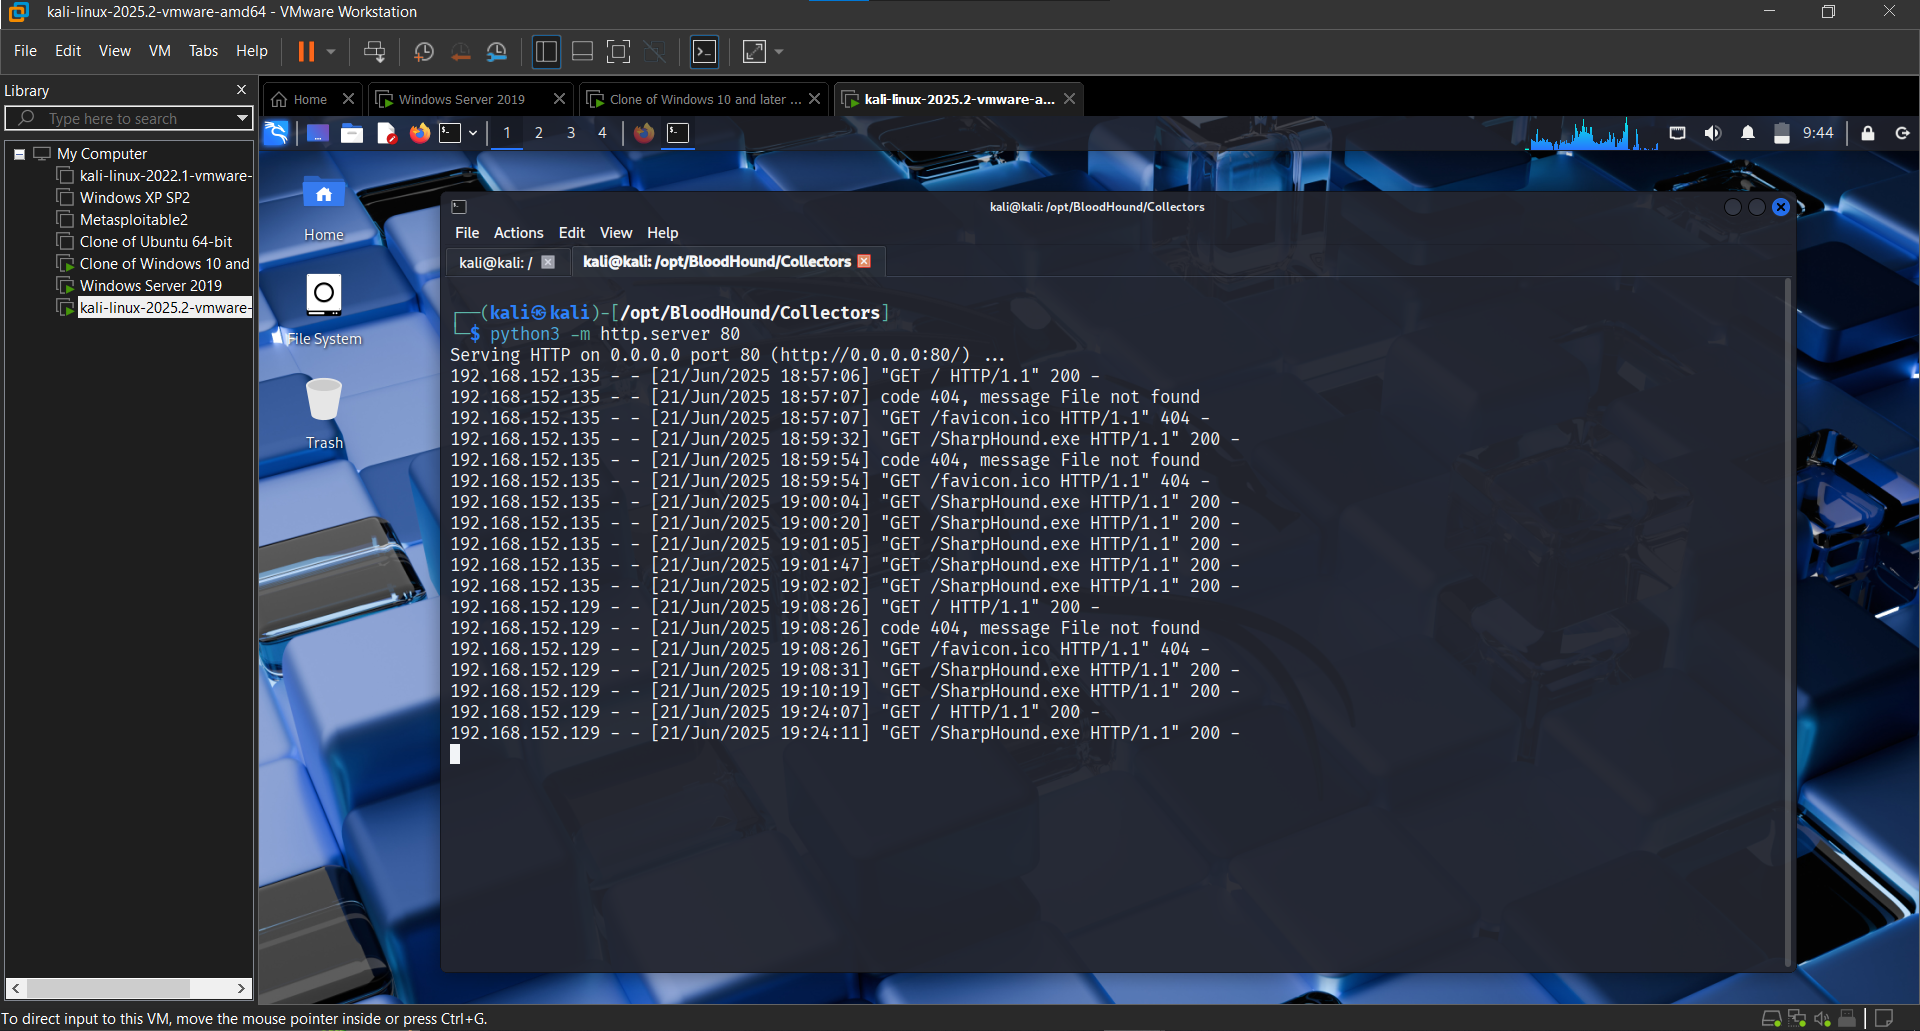 kali-linux-2025.2-vmware-amd64 - VMware Workstation
File Edit View VM Tabs Help
Library
Type here to search
My Computer
kali-linux-2022.1-vmware-
Windows XP SP2
Metasploitable2
Clone of Ubuntu 64-bit
Clone of Windows 10 and
Windows Server 2019
kali-linux-2025.2-vmware-
Home
Windows Server 2019
Clone of Windows 10 and later ...
kali-linux-2025.2-vmware-a...
1 2 3 4
9:44
Home
File System
Trash
kali@kali: /opt/BloodHound/Collectors
File Actions Edit View Help
kali@kali: /
kali@kali: /opt/BloodHound/Collectors
┌──(kali㉿kali)-[/opt/BloodHound/Collectors]
└─$ python3 -m http.server 80
Serving HTTP on 0.0.0.0 port 80 (http://0.0.0.0:80/) ...
192.168.152.135 - - [21/Jun/2025 18:57:06] "GET / HTTP/1.1" 200 -
192.168.152.135 - - [21/Jun/2025 18:57:07] code 404, message File not found
192.168.152.135 - - [21/Jun/2025 18:57:07] "GET /favicon.ico HTTP/1.1" 404 -
192.168.152.135 - - [21/Jun/2025 18:59:32] "GET /SharpHound.exe HTTP/1.1" 200 -
192.168.152.135 - - [21/Jun/2025 18:59:54] code 404, message File not found
192.168.152.135 - - [21/Jun/2025 18:59:54] "GET /favicon.ico HTTP/1.1" 404 -
192.168.152.135 - - [21/Jun/2025 19:00:04] "GET /SharpHound.exe HTTP/1.1" 200 -
192.168.152.135 - - [21/Jun/2025 19:00:20] "GET /SharpHound.exe HTTP/1.1" 200 -
192.168.152.135 - - [21/Jun/2025 19:01:05] "GET /SharpHound.exe HTTP/1.1" 200 -
192.168.152.135 - - [21/Jun/2025 19:01:47] "GET /SharpHound.exe HTTP/1.1" 200 -
192.168.152.135 - - [21/Jun/2025 19:02:02] "GET /SharpHound.exe HTTP/1.1" 200 -
192.168.152.129 - - [21/Jun/2025 19:08:26] "GET / HTTP/1.1" 200 -
192.168.152.129 - - [21/Jun/2025 19:08:26] code 404, message File not found
192.168.152.129 - - [21/Jun/2025 19:08:26] "GET /favicon.ico HTTP/1.1" 404 -
192.168.152.129 - - [21/Jun/2025 19:08:31] "GET /SharpHound.exe HTTP/1.1" 200 -
192.168.152.129 - - [21/Jun/2025 19:10:19] "GET /SharpHound.exe HTTP/1.1" 200 -
192.168.152.129 - - [21/Jun/2025 19:24:07] "GET / HTTP/1.1" 200 -
192.168.152.129 - - [21/Jun/2025 19:24:11] "GET /SharpHound.exe HTTP/1.1" 200 -
To direct input to this VM, move the mouse pointer inside or press Ctrl+G.